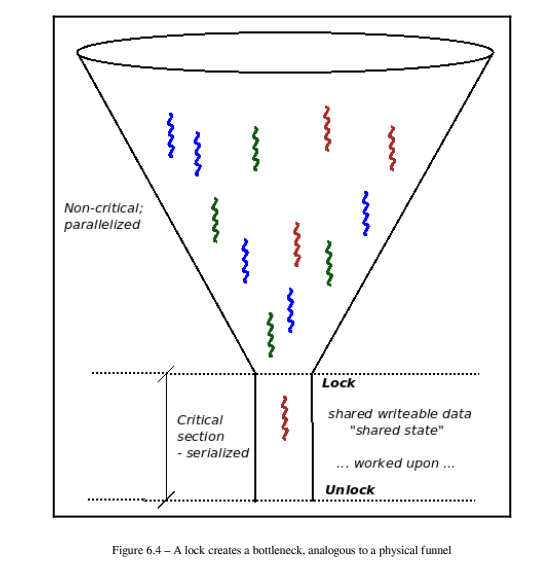 Non-critical;
parallelized
Lock
Critical
section
- serialized
shared writeable data
"shared state"
... worked upon ...
Unlock
Figure 6.4 – A lock creates a bottleneck, analogous to a physical funnel